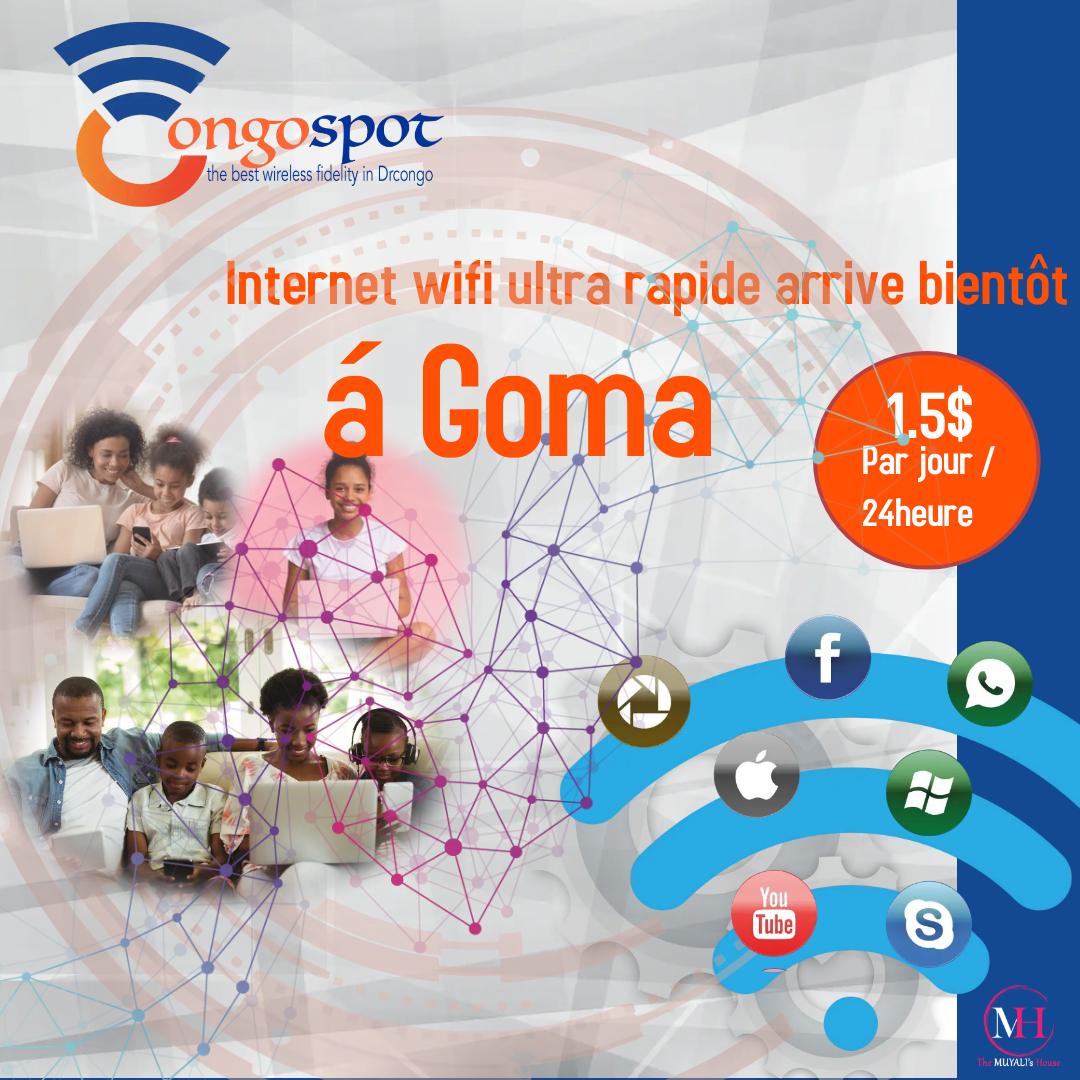 Congospot
the best wireless fidelity in Drcongo
Internet wifi ultra rapide arrive bientôt
á Goma
1.5$
Par jour /
24heure
You
Tube
MH
The MUYALI's House